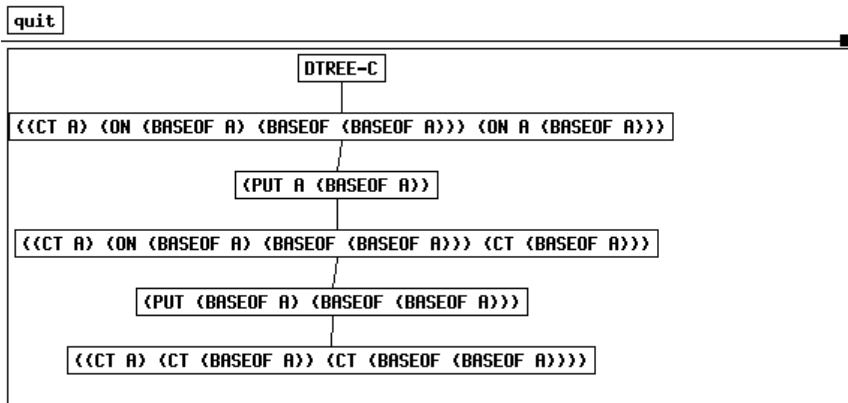 quit
DTREE-C
((CT A) (ON (BASEOF A) (BASEOF (BASEOF A))) (ON A (BASEOF A)))
(PUT A (BASEOF A))
((CT A) (ON (BASEOF A) (BASEOF (BASEOF A))) (CT (BASEOF A)))
(PUT (BASEOF A) (BASEOF (BASEOF A)))
((CT A) (CT (BASEOF A)) (CT (BASEOF (BASEOF A))))